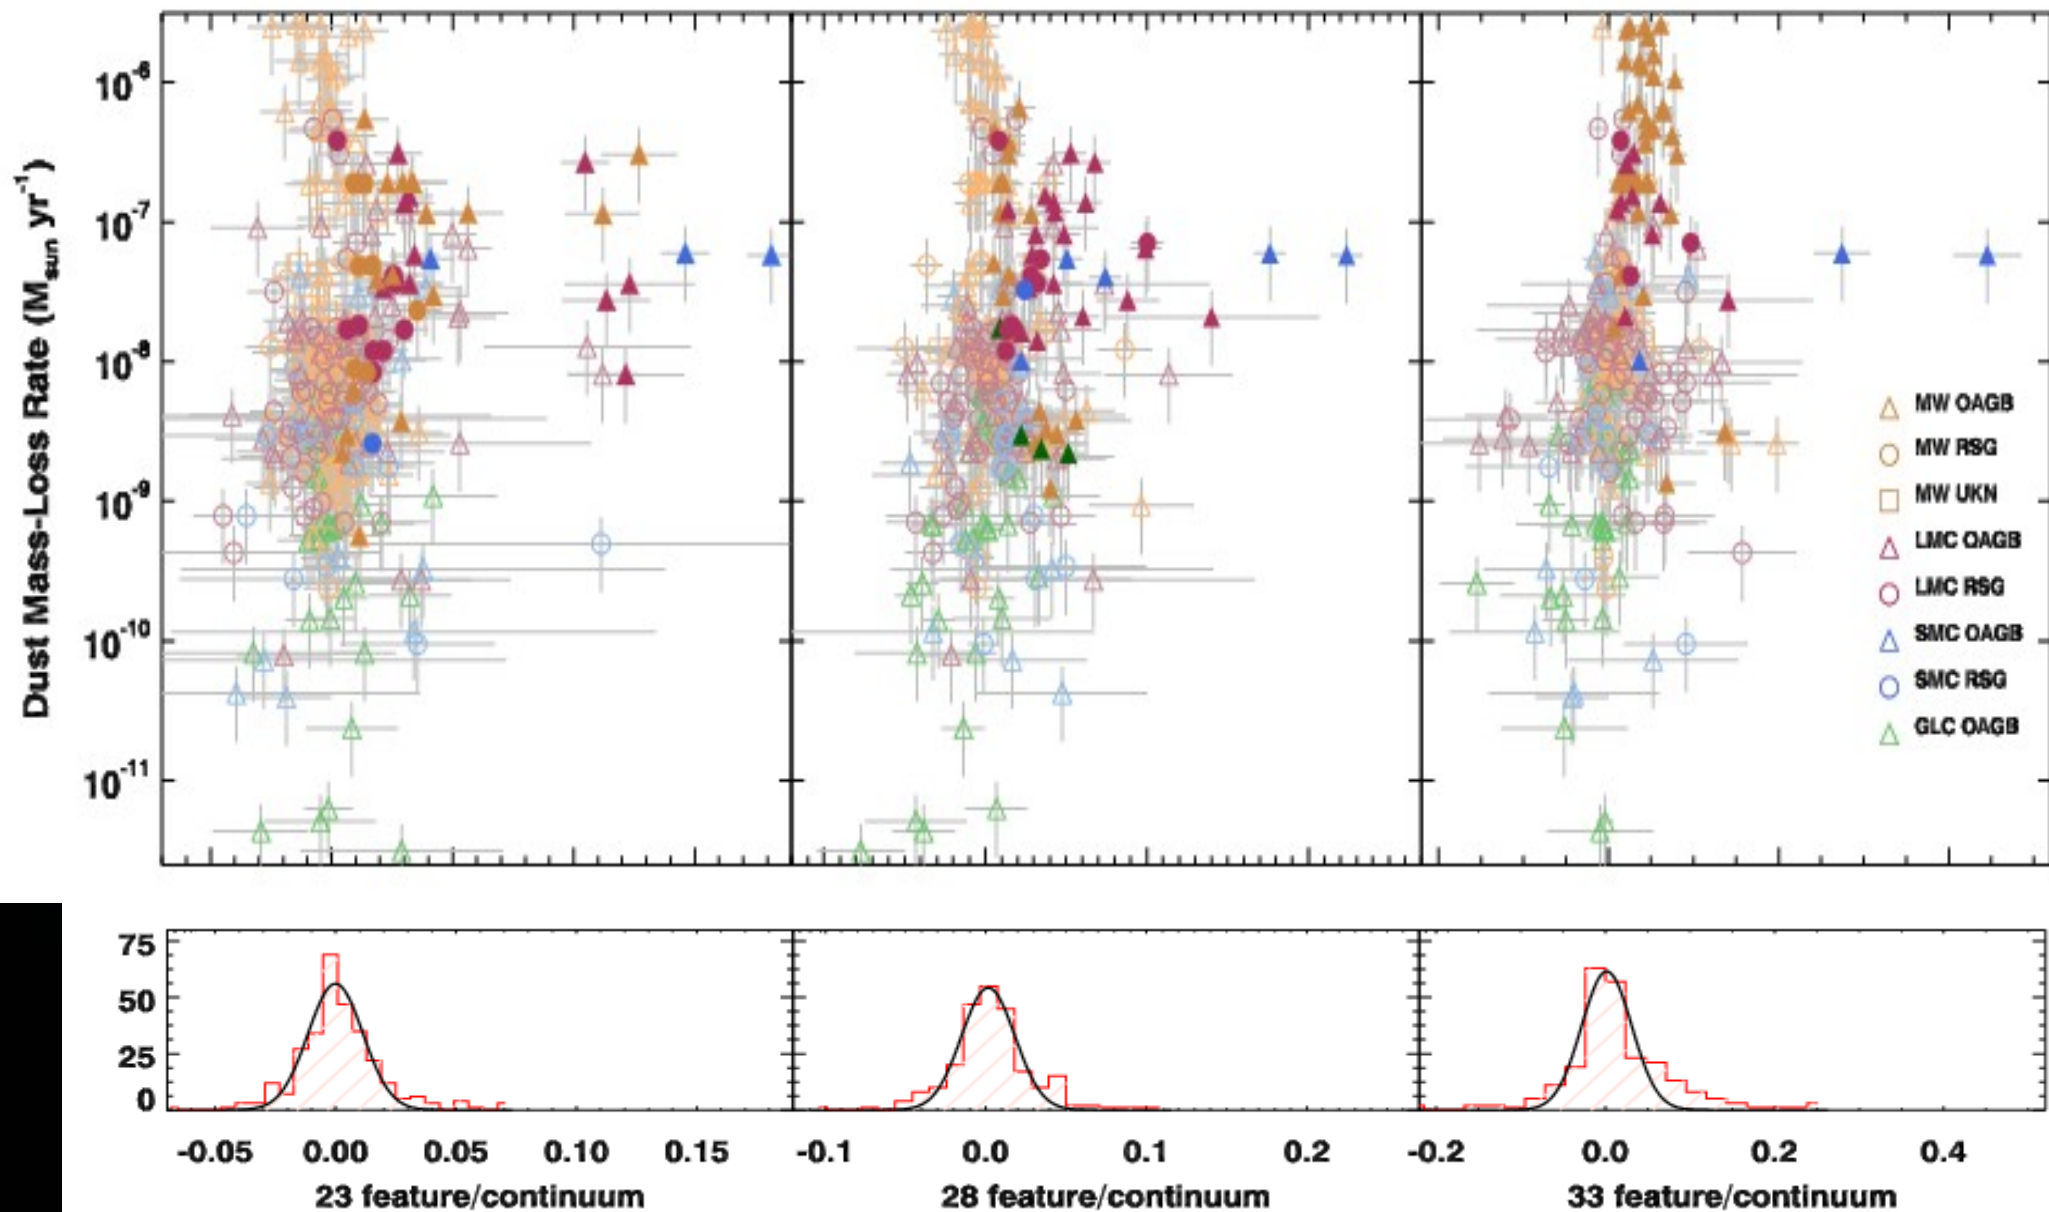 Dust Mass-Loss Rate (M_sun yr^-1)
10^-6
10^-7
10^-8
10^-9
10^-10
10^-11
MW OAGB
MW RSG
MW UKN
LMC OAGB
LMC RSG
SMC OAGB
SMC RSG
GLC OAGB
75
50
25
0
-0.05 0.00 0.05 0.10 0.15 -0.1 0.0 0.1 0.2 -0.2 0.0 0.2 0.4
23 feature/continuum 28 feature/continuum 33 feature/continuum